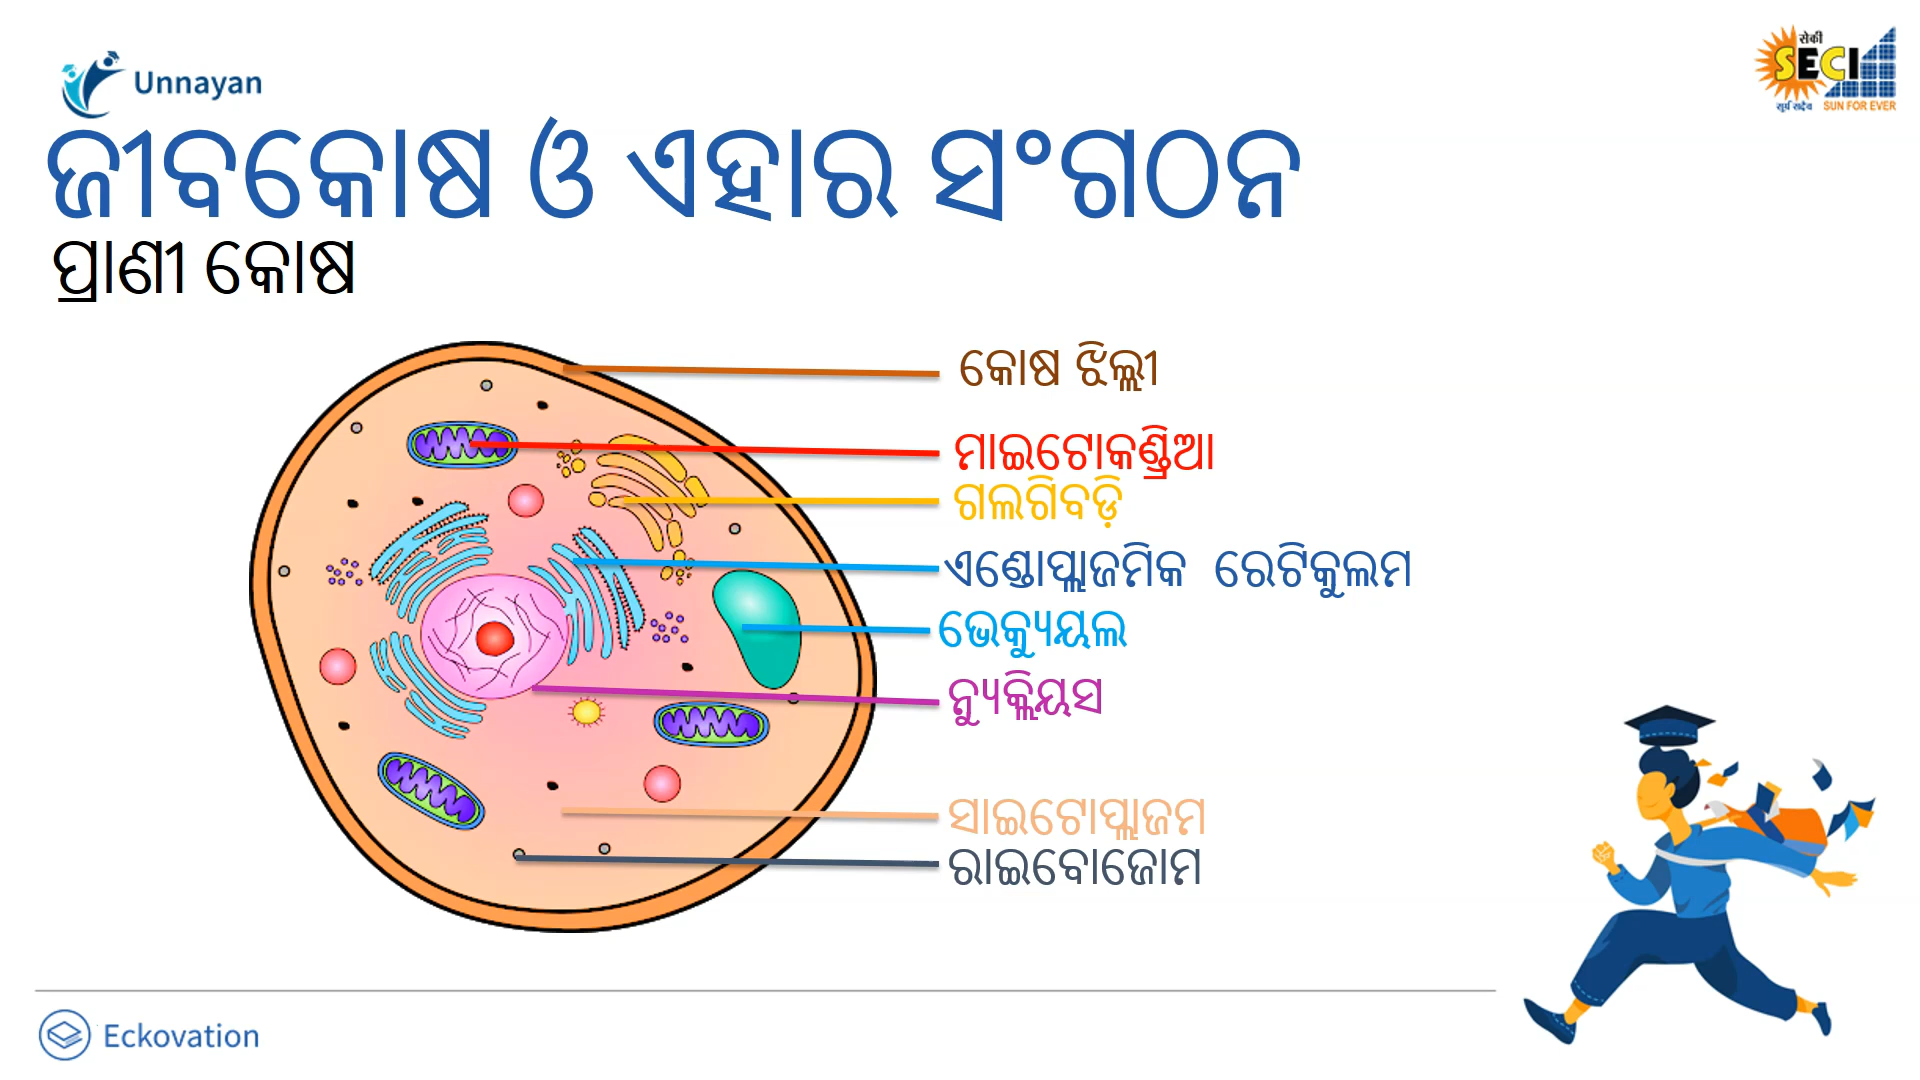 Unnayan
सेकी
SECI
सूर्य सदैव SUN FOR EVER
ଜୀବକୋଷ ଓ ଏହାର ସଂଗଠନ
ପ୍ରାଣୀ କୋଷ
କୋଷ ଝିଲ୍ଲୀ
ମାଇଟୋକଣ୍ଡ୍ରିଆ
ଗଲଗିବଡ଼ି
ଏଣ୍ଡୋପ୍ଲାଜମିକ ରେଟିକୁଲମ
ଭେକ୍ୟୁୟଲ
ନ୍ୟୁକ୍ଲିୟସ
ସାଇଟୋପ୍ଲାଜମ
ରାଇବୋଜୋମ
Eckovation